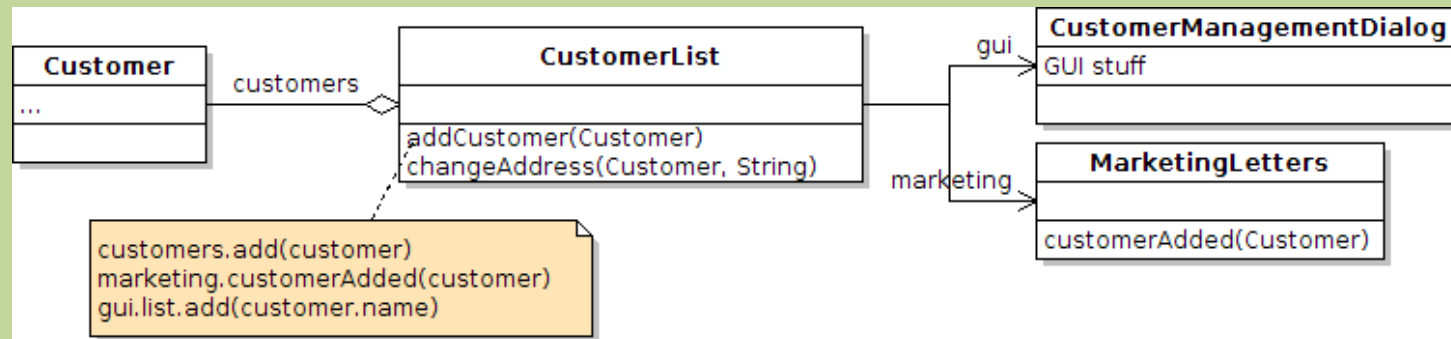 Customer
...
customers
CustomerList
addCustomer(Customer)
changeAddress(Customer, String)
gui
CustomerManagementDialog
GUI stuff
marketing
MarketingLetters
customerAdded(Customer)
customers.add(customer)
marketing.customerAdded(customer)
gui.list.add(customer.name)